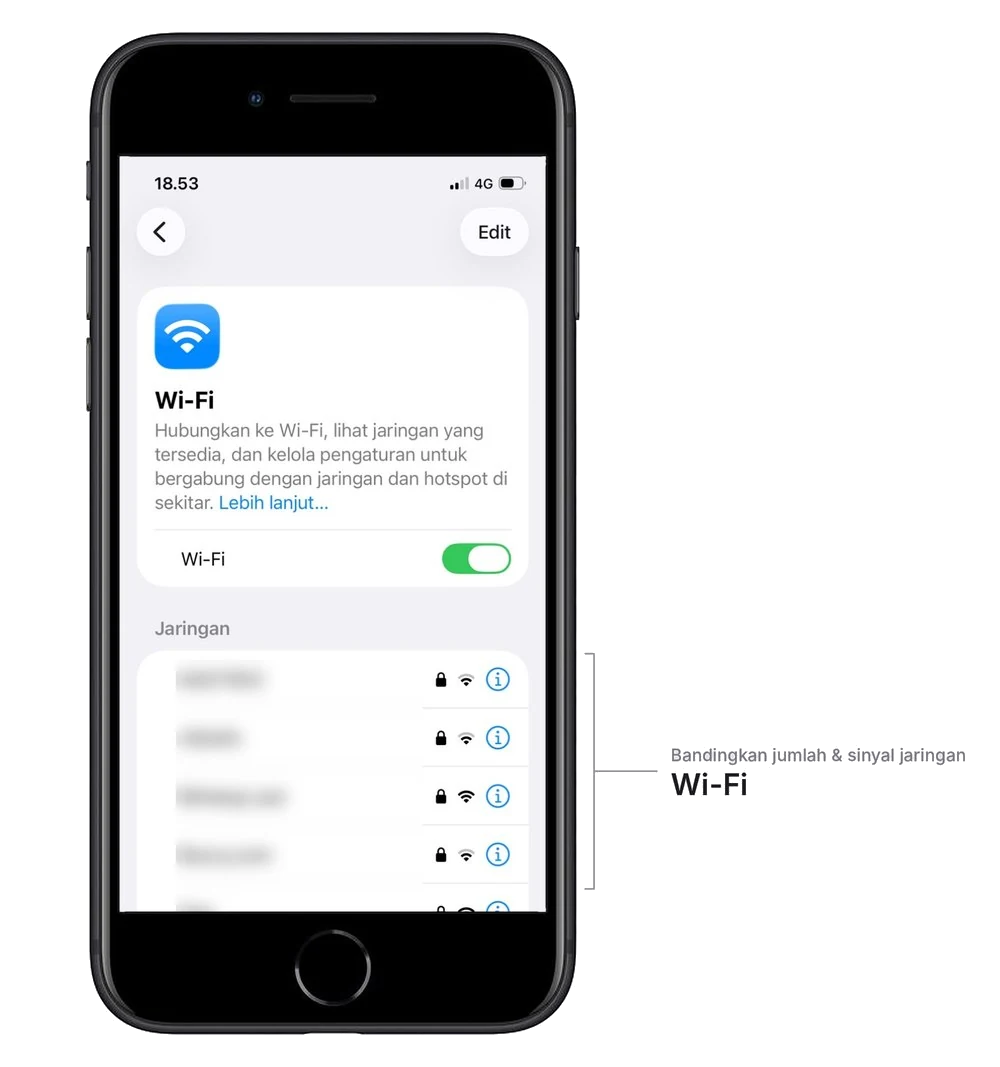 18.53
4G
Edit
Wi-Fi
Hubungkan ke Wi-Fi, lihat jaringan yang
tersedia, dan kelola pengaturan untuk
bergabung dengan jaringan dan hotspot di
sekitar. Lebih lanjut...
Wi-Fi
Jaringan
Bandingkan jumlah & sinyal jaringan
Wi-Fi